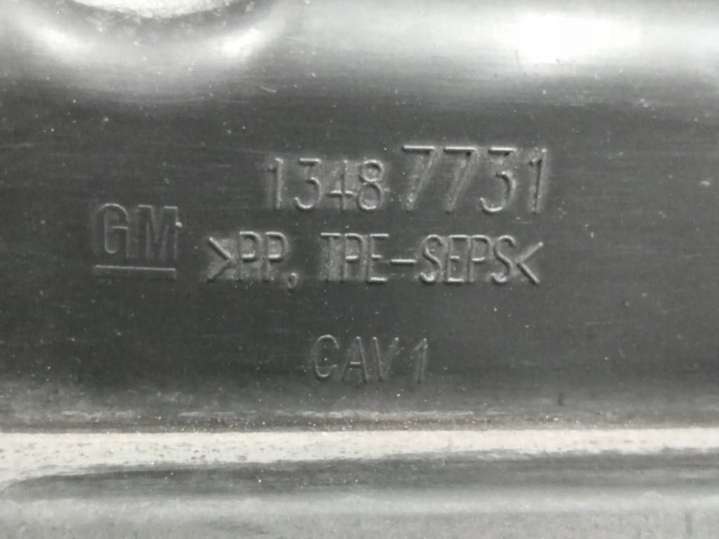 13487731
GM >PP, TPE-SEPS<
CAV 1